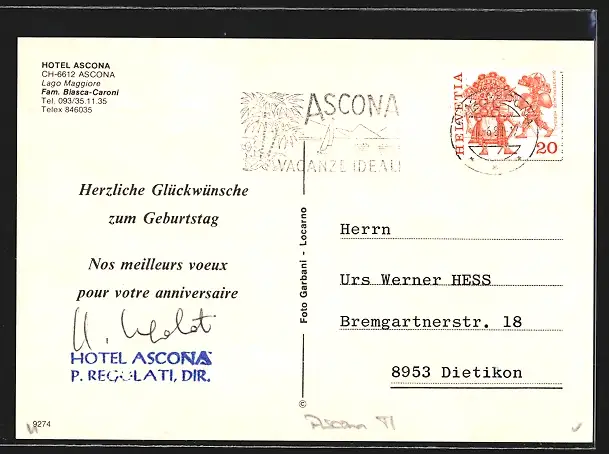 HOTEL ASCONA
CH-6612 ASCONA
Lago Maggiore
Fam. Biasca-Caroni
Tel. 093/35.11.35
Telex 846035
ASCONA
VACANZE IDEALI
HELVETIA
20
Herzliche Glückwünsche
zum Geburtstag
Nos meilleurs voeux
pour votre anniversaire
HOTEL ASCONA
P. REGOLATI, DIR.
9274
Foto Garbani - Locarno
©
Herrn
Urs Werner HESS
Bremgartnerstr. 18
8953 Dietikon
Ascona TI